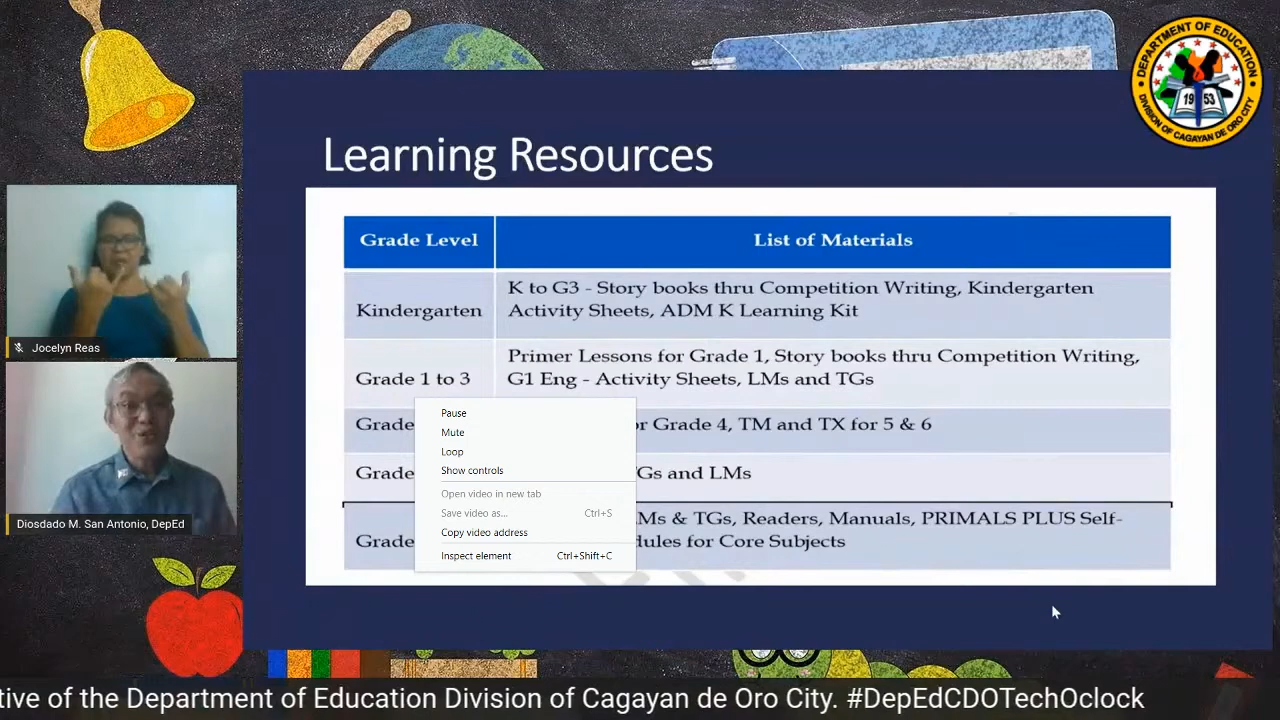 DEPARTMENT OF EDUCATION
1953
DIVISION OF CAGAYAN DE ORO CITY
Learning Resources
Grade Level
List of Materials
Kindergarten
K to G3 - Story books thru Competition Writing, Kindergarten
Activity Sheets, ADM K Learning Kit
Grade 1 to 3
Primer Lessons for Grade 1, Story books thru Competition Writing,
G1 Eng - Activity Sheets, LMs and TGs
Grade
Grade 4, TM and TX for 5 & 6
Grade
TGs and LMs
Grade
LMs & TGs, Readers, Manuals, PRIMALS PLUS Self-
for Core Subjects
Pause
Mute
Loop
Show controls
Open video in new tab
Save video as... Ctrl+S
Copy video address
Inspect element Ctrl+Shift+C
Jocelyn Reas
Diosdado M. San Antonio, DepEd
tive of the Department of Education Division of Cagayan de Oro City. #DepEdCDOTechOclock